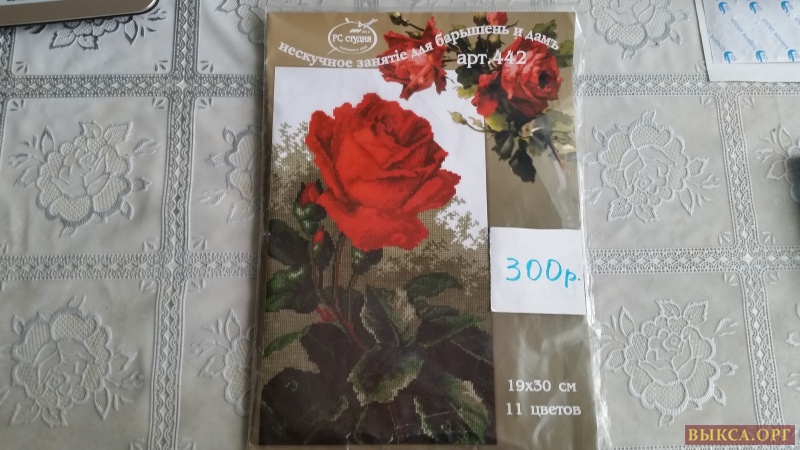 РС студия
нескучное занятіе для барышень и дамъ
арт.442
300р.
19х30 см
11 цветов
ВЫКСА.ОРГ